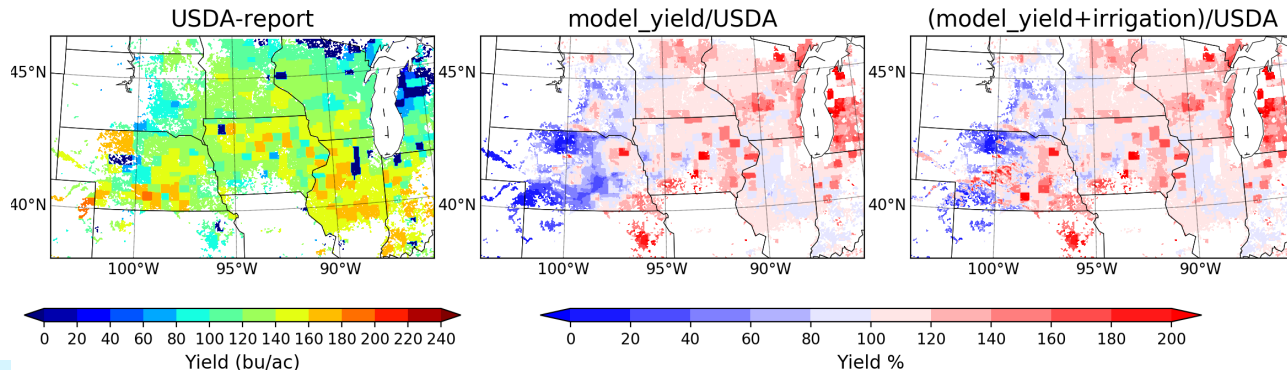 USDA-report
model_yield/USDA
(model_yield+irrigation)/USDA
45°N
40°N
100°W 95°W 90°W
45°N
40°N
100°W 95°W 90°W
45°N
40°N
100°W 95°W 90°W
0 20 40 60 80 100 120 140 160 180 200 220 240
Yield (bu/ac)
0 20 40 60 80 100 120 140 160 180 200
Yield %